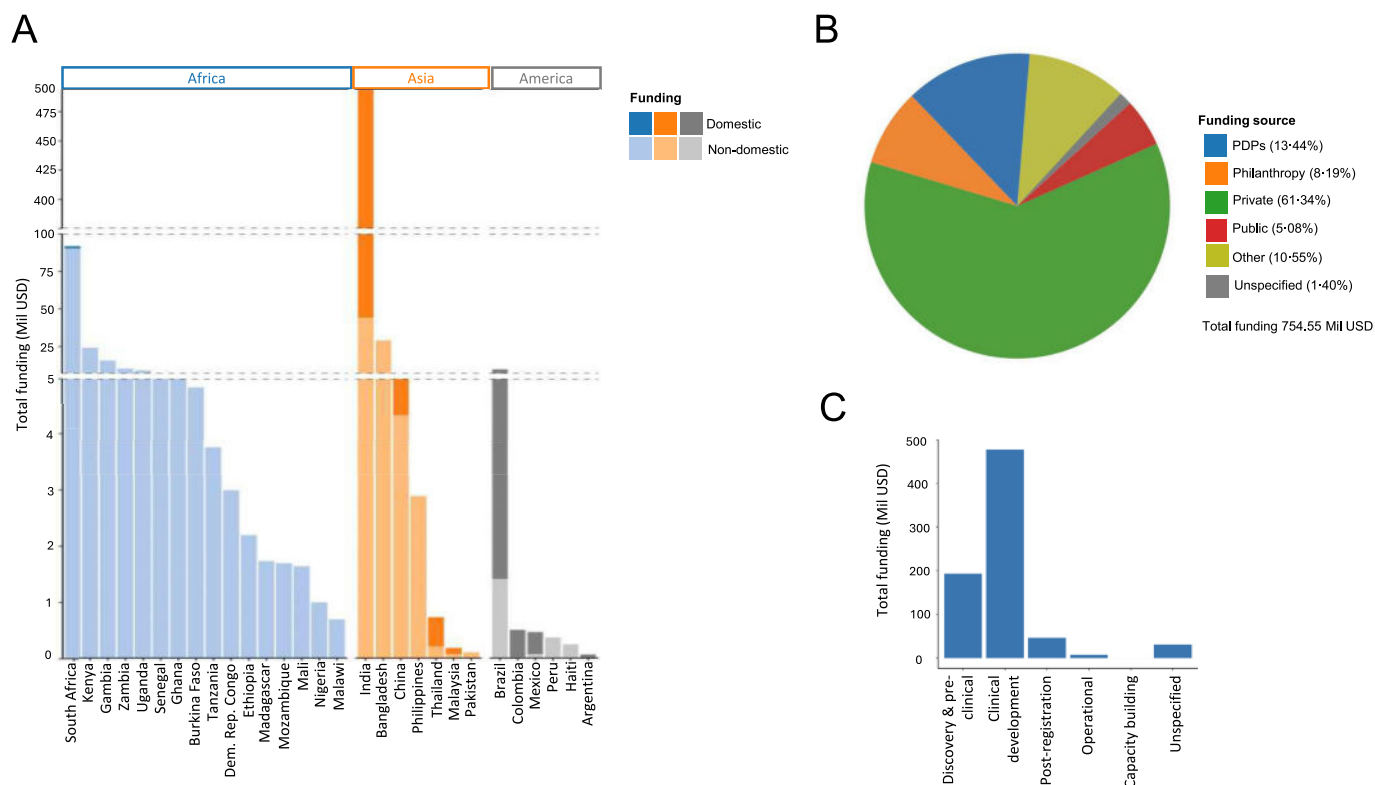 A
Africa
Asia
America
500
475
450
425
400
100
75
50
25
5
4
3
2
1
0
Total funding (Mil USD)
South Africa
Kenya
Gambia
Zambia
Uganda
Senegal
Ghana
Burkina Faso
Tanzania
Dem. Rep. Congo
Ethiopia
Madagascar
Mozambique
Mali
Nigeria
Malawi
India
Bangladesh
China
Philippines
Thailand
Malaysia
Pakistan
Brazil
Colombia
Mexico
Peru
Haiti
Argentina
Funding
Domestic
Non-domestic
B
Funding source
PDPs (13·44%)
Philanthropy (8·19%)
Private (61·34%)
Public (5·08%)
Other (10·55%)
Unspecified (1·40%)
Total funding 754.55 Mil USD
C
500
400
300
200
100
0
Total funding (Mil USD)
Discovery & pre-
clinical
Clinical
development
Post-registration
Operational
Capacity building
Unspecified